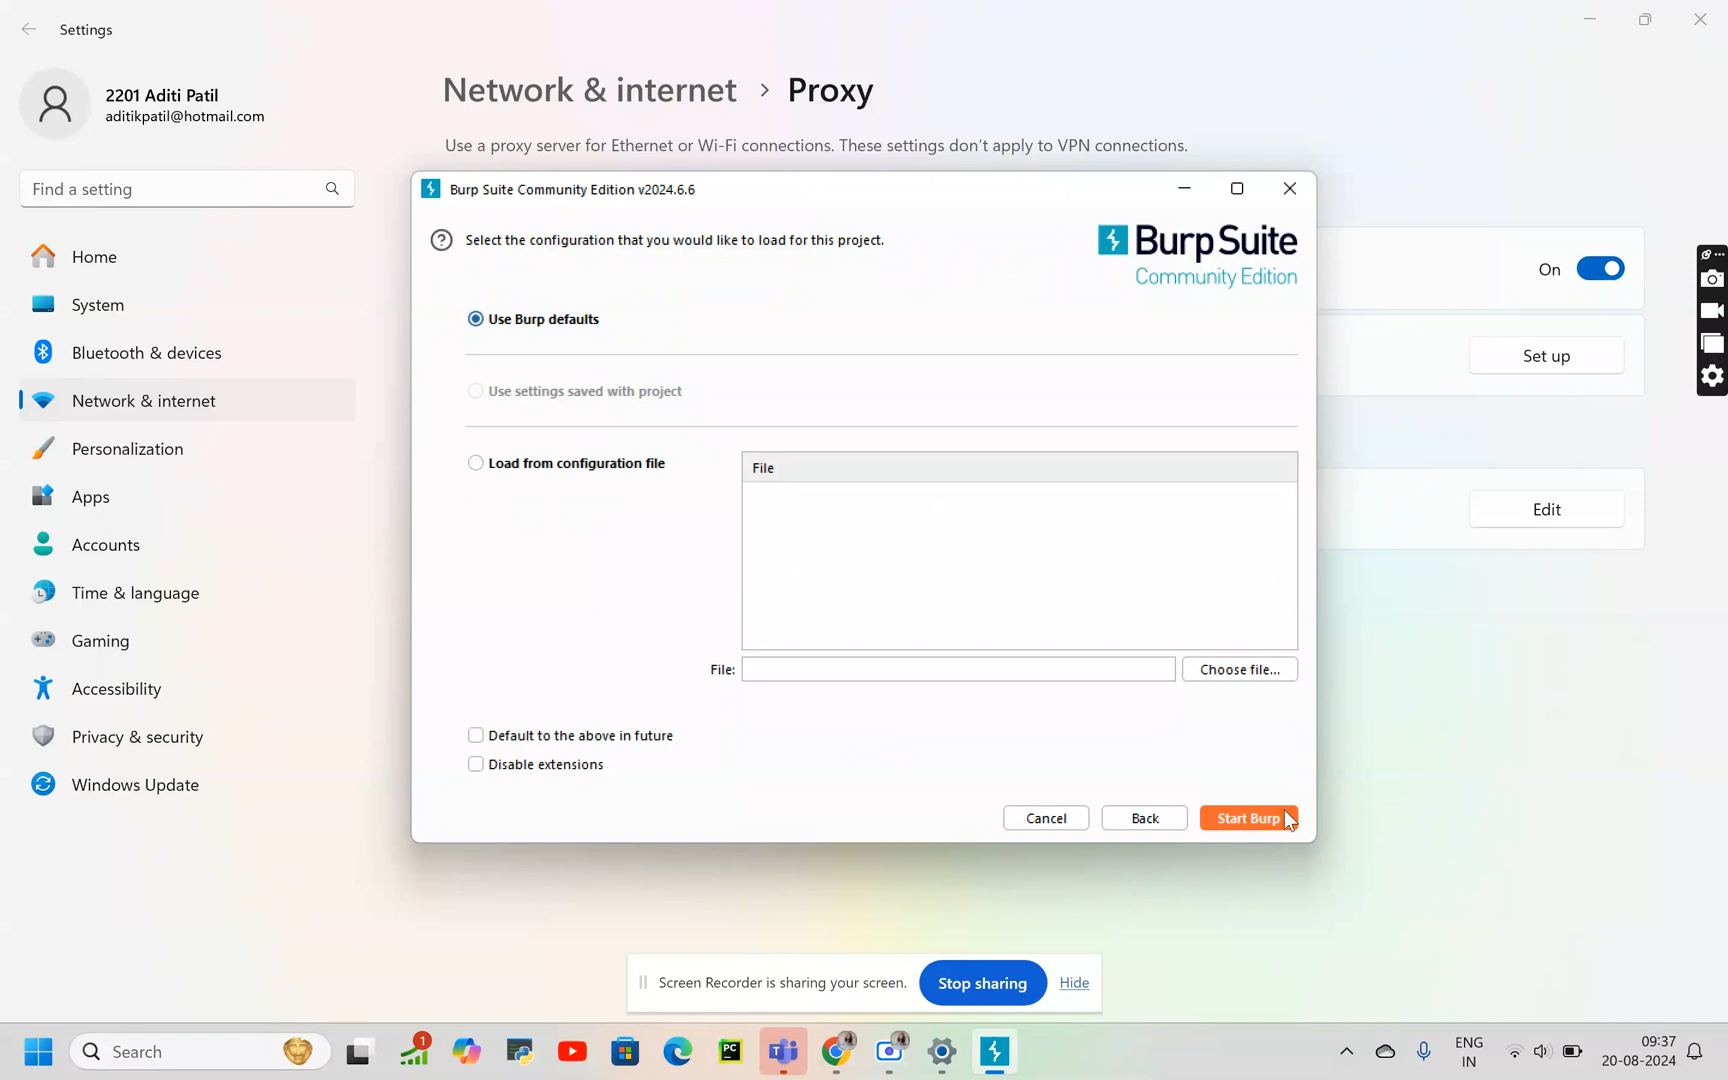 Settings
2201 Aditi Patil
aditikpatil@hotmail.com
Find a setting
Home
System
Bluetooth & devices
Network & internet
Personalization
Apps
Accounts
Time & language
Gaming
Accessibility
Privacy & security
Windows Update
Network & internet > Proxy
Use a proxy server for Ethernet or Wi-Fi connections. These settings don't apply to VPN connections.
On
Set up
Edit
Burp Suite Community Edition v2024.6.6
Select the configuration that you would like to load for this project.
Burp Suite
Community Edition
Use Burp defaults
Use settings saved with project
Load from configuration file
File
File:
Choose file...
Default to the above in future
Disable extensions
Cancel
Back
Start Burp
Screen Recorder is sharing your screen.
Stop sharing
Hide
Search
1
PC
ENG
IN
09:37
20-08-2024